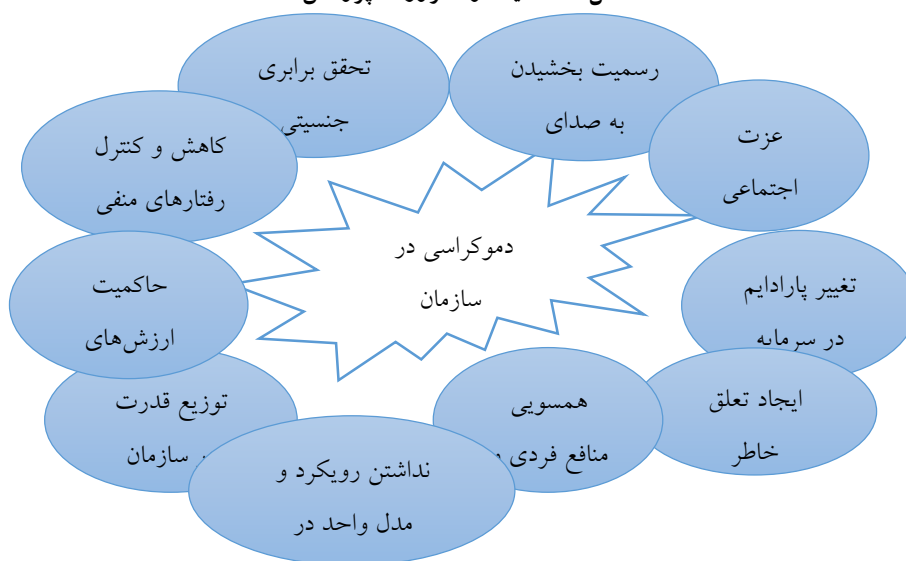 رسمیت بخشیدن
به صدای
تحقق برابری
جنسیتی
عزت
اجتماعی
کاهش و کنترل
رفتارهای منفی
دموکراسی در
سازمان
تغییر پارادایم
در سرمایه
حاکمیت
ارزش‌های
ایجاد تعلق
خاطر
همسویی
منافع فردی و
توزیع قدرت
سازمان
نداشتن رویکرد و
مدل واحد در